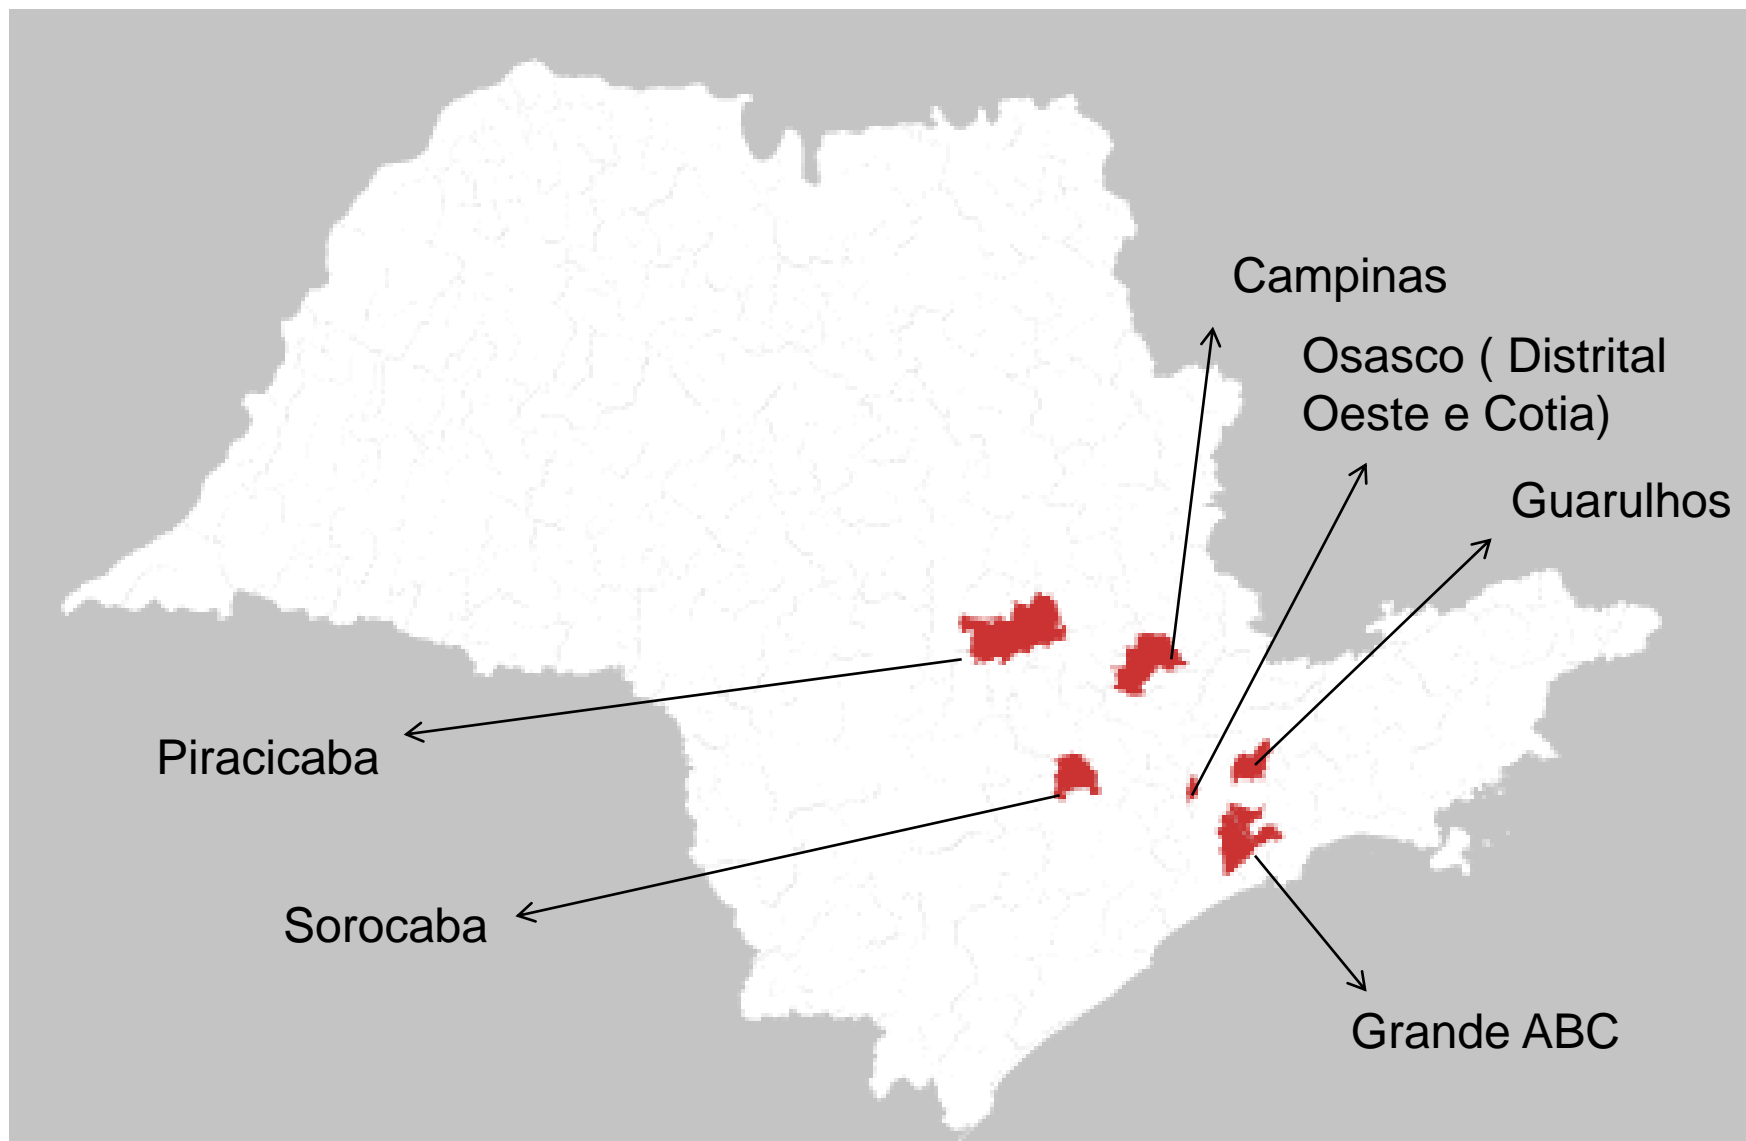 Campinas
Osasco ( Distrital
Oeste e Cotia)
Guarulhos
Piracicaba
Sorocaba
Grande ABC